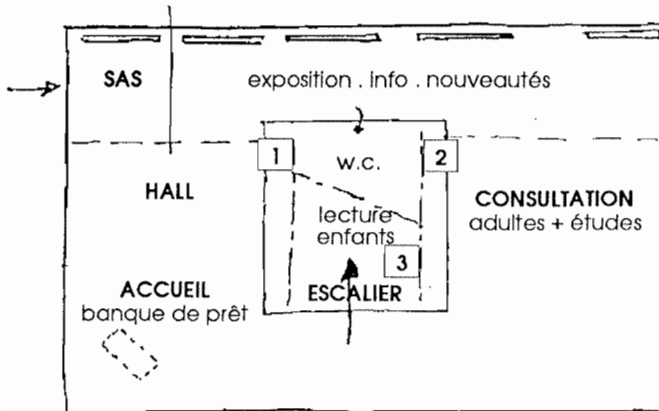 SAS
exposition . info . nouveautés
1
w.c.
2
HALL
lecture
enfants
CONSULTATION
adultes + études
3
ACCUEIL
banque de prêt
ESCALIER